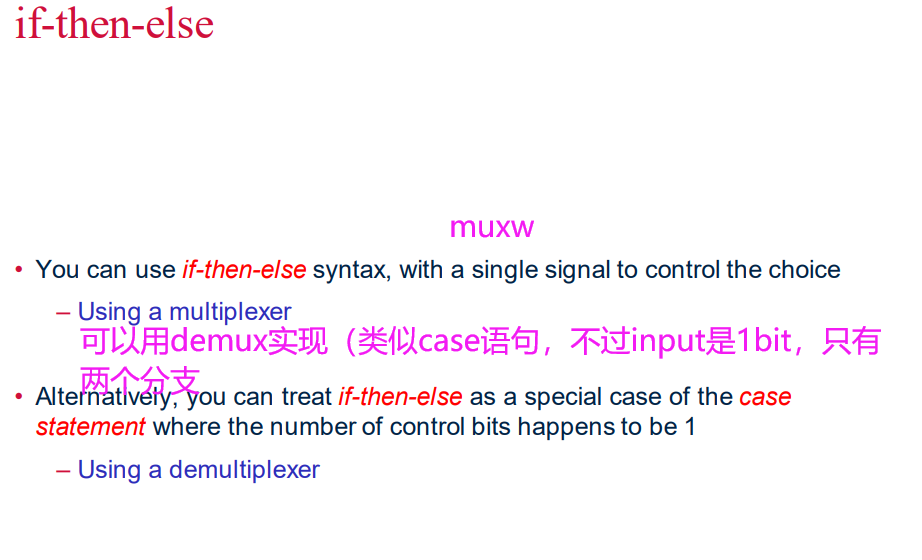 if-then-else
muxw
• You can use if-then-else syntax, with a single signal to control the choice
– Using a multiplexer
可以用demux实现（类似case语句，不过input是1bit，只有
两个分支
• Alternatively, you can treat if-then-else as a special case of the case
statement where the number of control bits happens to be 1
– Using a demultiplexer